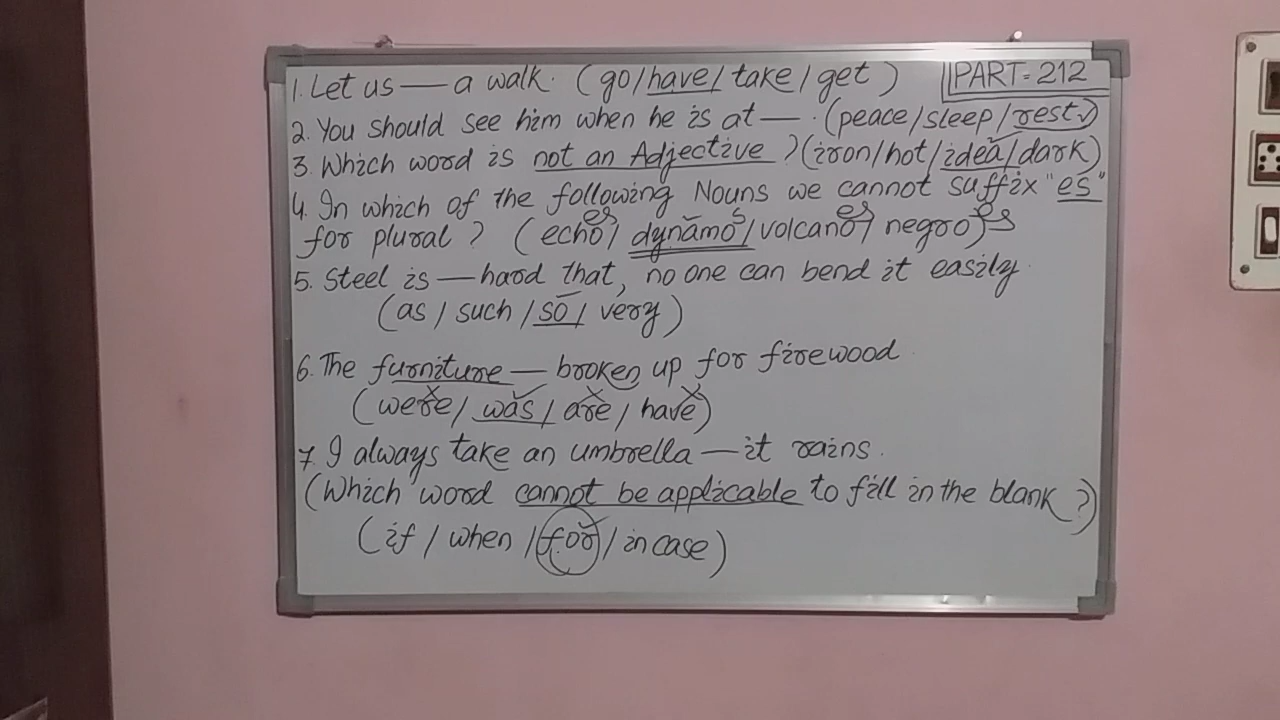 1. Let us — a walk. (go/have/take/get) PART=212
2. You should see him when he is at —. (peace/sleep/rest)
3. Which word is not an Adjective? (iron/hot/idea/dark)
4. In which of the following Nouns we cannot suffix "es"
for plural? (echo/dynamo/volcano/negro)
5. Steel is — hard that, no one can bend it easily.
(as/such/so/very)
6. The furniture — broken up for firewood.
(were/was/are/have)
7. I always take an umbrella — it rains.
(Which word cannot be applicable to fill in the blank?)
(if/when/for/in case)